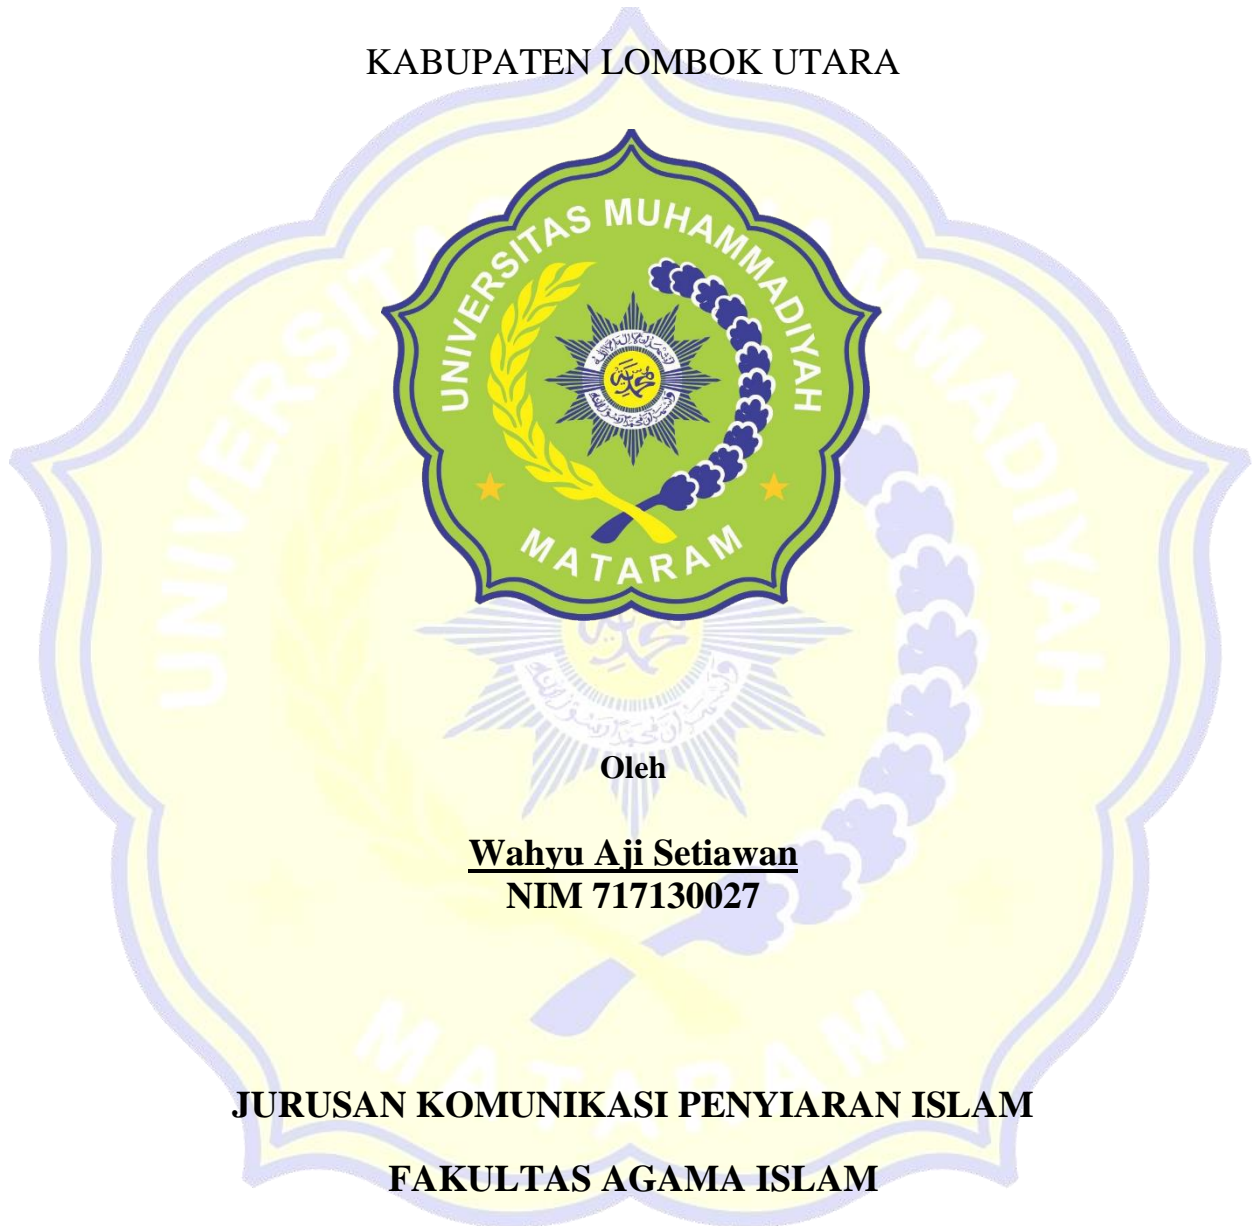 KABUPATEN LOMBOK UTARA
UNIVERSITAS MUHAMMADIYAH
MATARAM
Oleh
Wahyu Aji Setiawan
NIM 717130027
JURUSAN KOMUNIKASI PENYIARAN ISLAM
FAKULTAS AGAMA ISLAM